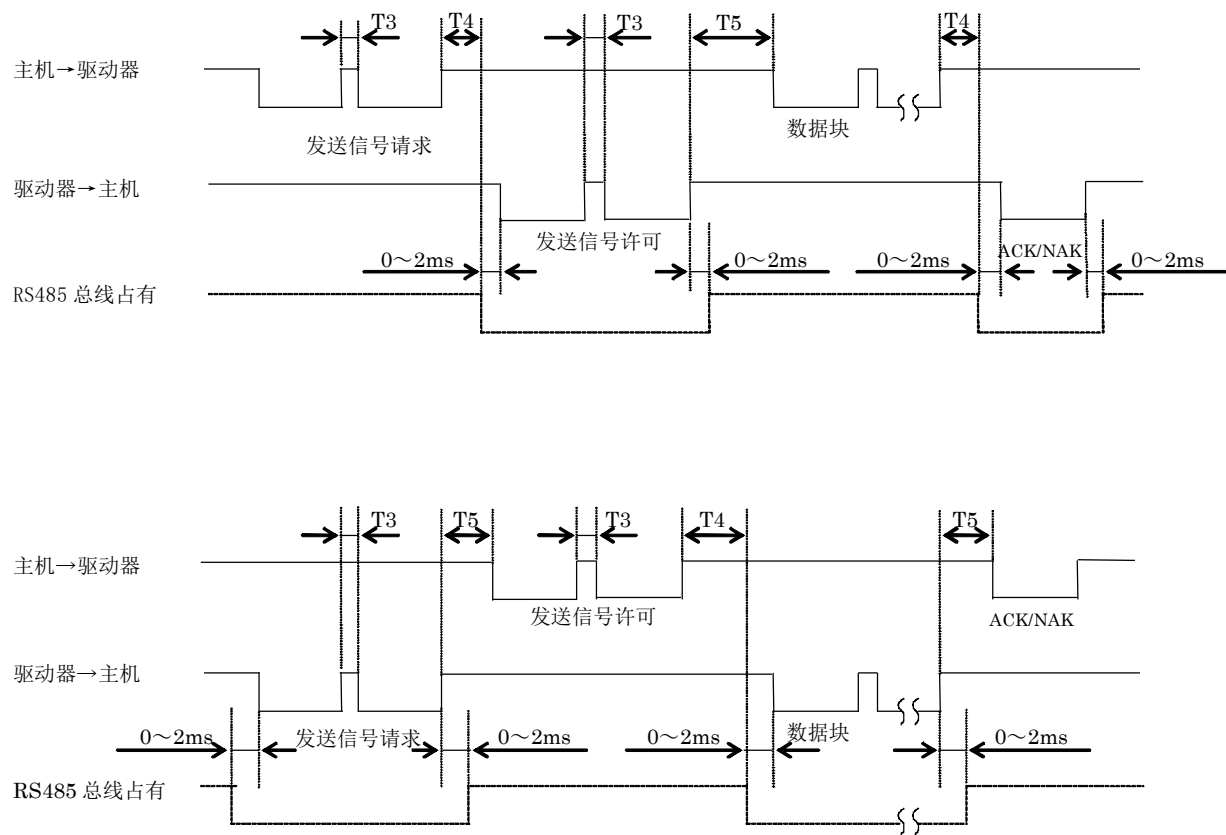 T3 T4 T3 T5 T4
主机→驱动器
发送信号请求
数据块
驱动器→主机
发送信号许可
ACK/NAK
0～2ms 0～2ms 0～2ms 0～2ms
RS485 总线占有
T3 T5 T3 T4 T5
主机→驱动器
发送信号许可
ACK/NAK
驱动器→主机
发送信号请求
数据块
0～2ms 0～2ms 0～2ms 0～2ms
RS485 总线占有